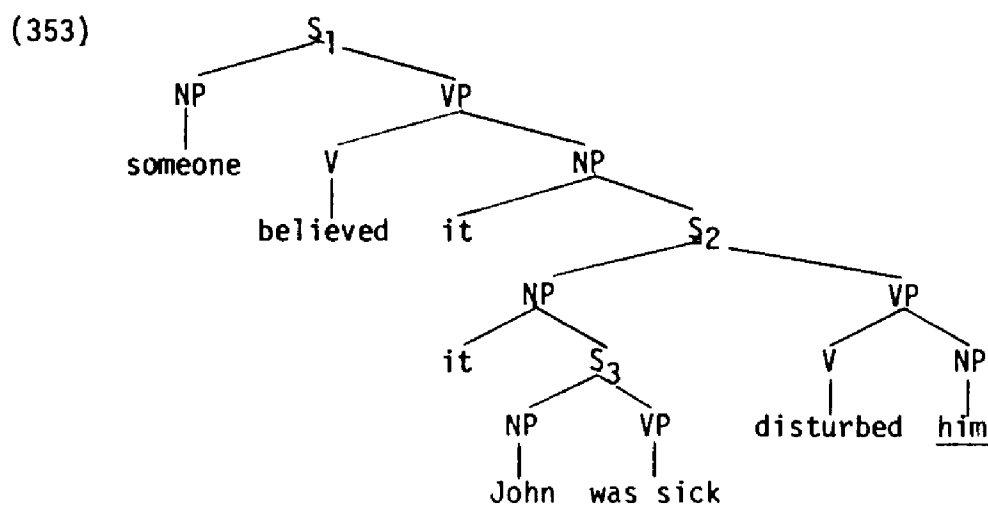 (353) S1
NP VP
someone V NP
believed it S2
NP VP
it S3 V NP
NP VP disturbed him
John was sick